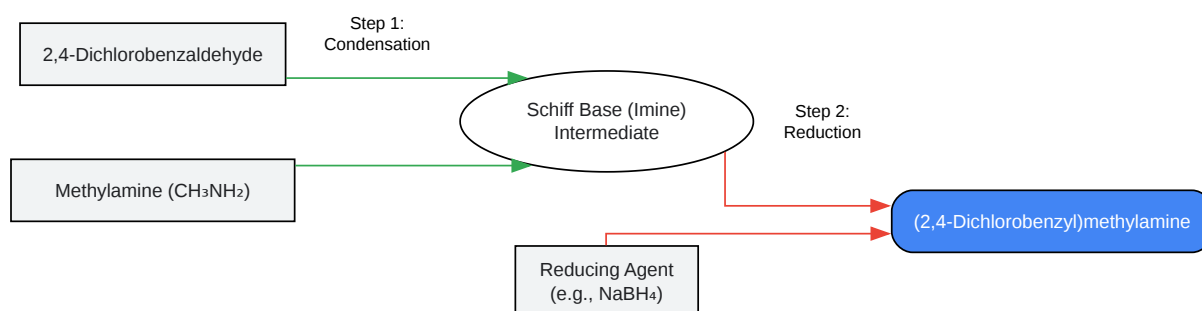 Step 1:
Condensation
2,4-Dichlorobenzaldehyde
Schiff Base (Imine)
Intermediate
Step 2:
Reduction
Methylamine (CH₃NH₂)
(2,4-Dichlorobenzyl)methylamine
Reducing Agent
(e.g., NaBH₄)